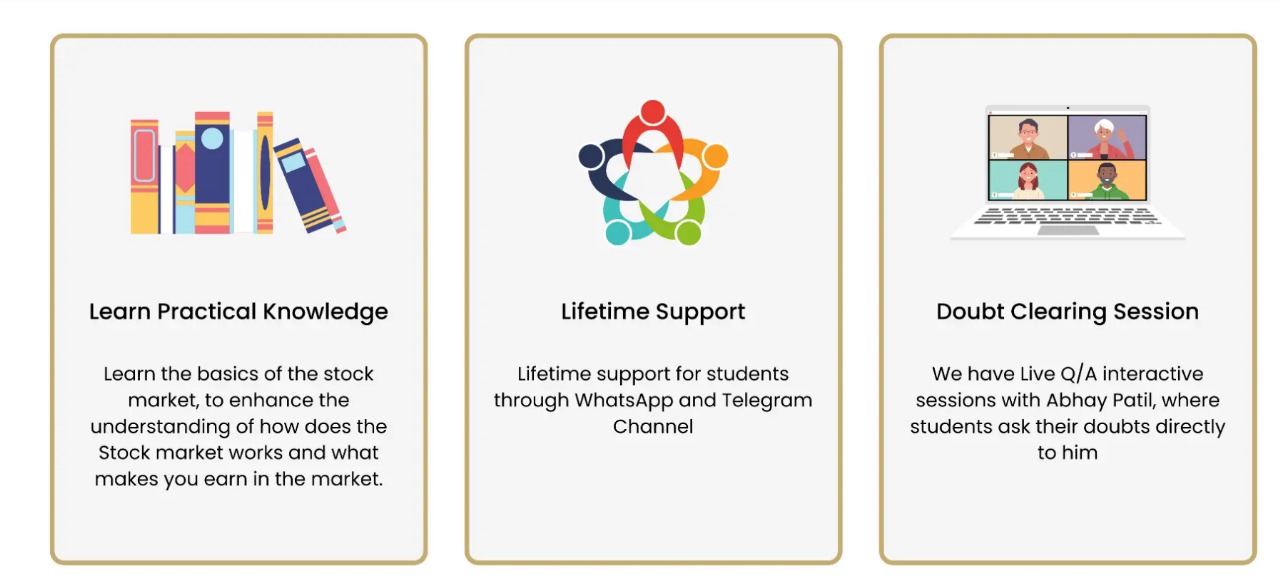 Learn Practical Knowledge
Learn the basics of the stock
market, to enhance the
understanding of how does the
Stock market works and what
makes you earn in the market.
Lifetime Support
Lifetime support for students
through WhatsApp and Telegram
Channel
Doubt Clearing Session
We have Live Q/A interactive
sessions with Abhay Patil, where
students ask their doubts directly
to him